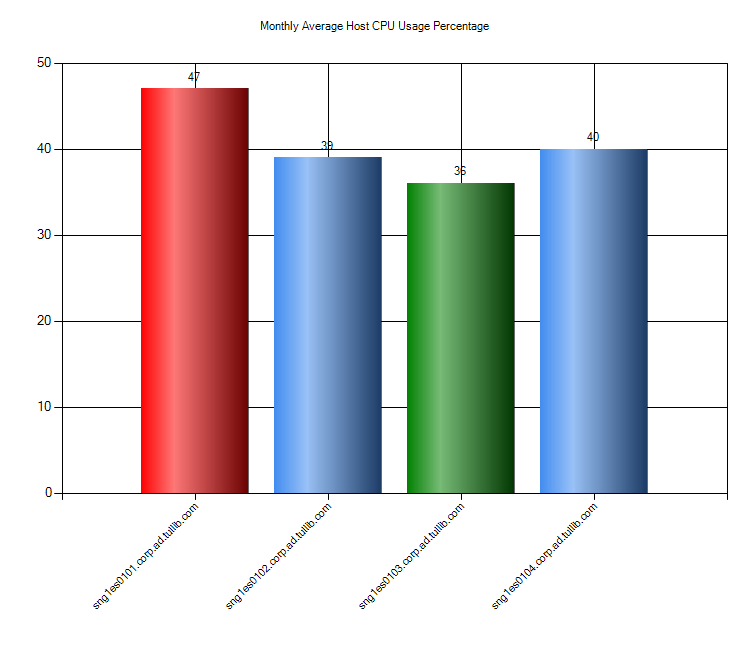 Monthly Average Host CPU Usage Percentage
50
47
40
40
39
36
30
20
10
0
sng1es0101.corp.ad.tullib.com
sng1es0102.corp.ad.tullib.com
sng1es0103.corp.ad.tullib.com
sng1es0104.corp.ad.tullib.com